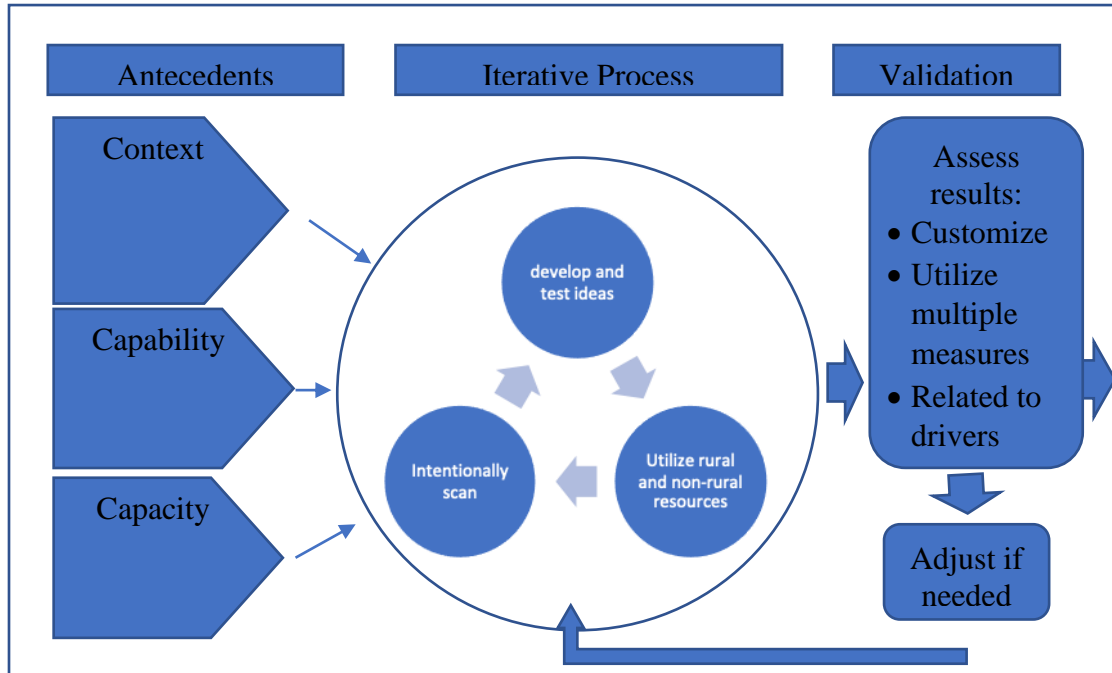 Antecedents
Iterative Process
Validation
Context
Capability
Capacity
develop and
test ideas
Intentionally
scan
Utilize rural
and non-rural
resources
Assess
results:
• Customize
• Utilize
multiple
measures
• Related to
drivers
Adjust if
needed